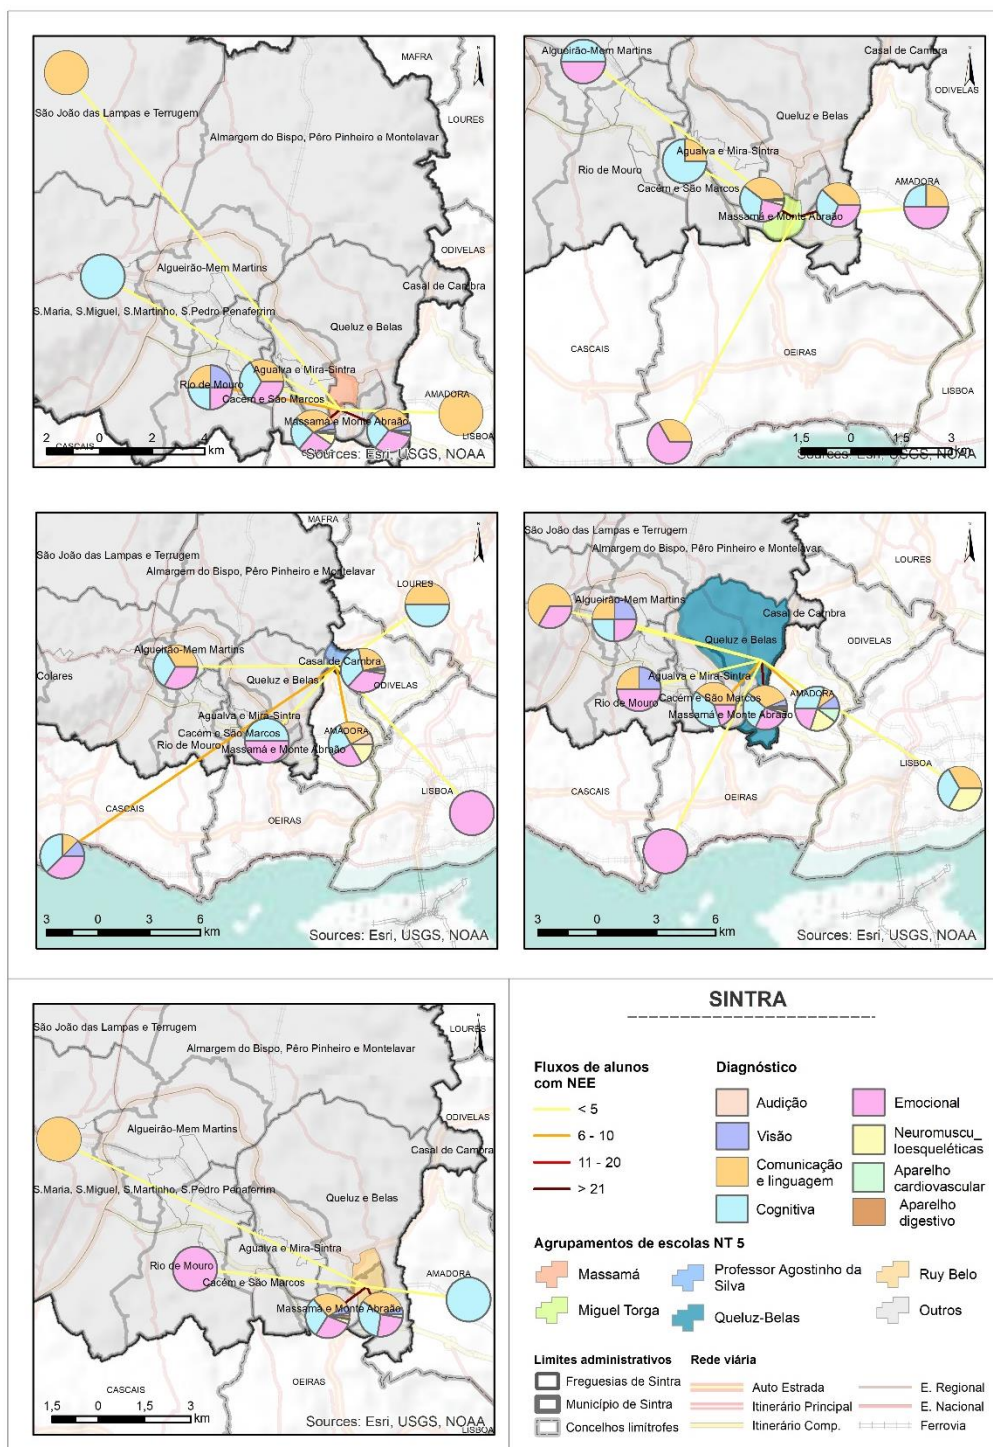 MAFRA
São João das Lampas e Terrugem
LOURES
Almargem do Bispo, Pêro Pinheiro e Montelavar
ODIVELAS
Algueirão-Mem Martins
Casal de Cambra
S.Maria, S.Miguel, S.Martinho, S.Pedro Penaferrim
Queluz e Belas
Agualva e Mira-Sintra
Rio de Mouro
AMADORA
Cacém e São Marcos
Massamá e Monte Abraão
LISBOA
CASCAIS
2 0 2 4
km
Sources: Esri, USGS, NOAA
Algueirão-Mem Martins
Casal de Cambra
ODIVELAS
Queluz e Belas
Agualva e Mira-Sintra
Rio de Mouro
AMADORA
Cacém e São Marcos
Massamá e Monte Abraão
CASCAIS
OEIRAS
LISBOA
1,5 0 1,5 3
km
Sources: Esri, USGS, NOAA
MAFRA
São João das Lampas e Terrugem
Almargem do Bispo, Pêro Pinheiro e Montelavar
LOURES
Algueirão-Mem Martins
Casal de Cambra
Colares
Queluz e Belas
ODIVELAS
Agualva e Mira-Sintra
Cacém e São Marcos
AMADORA
Rio de Mouro
Massamá e Monte Abraão
LISBOA
CASCAIS
OEIRAS
3 0 3 6
km
Sources: Esri, USGS, NOAA
São João das Lampas e Terrugem
Almargem do Bispo, Pêro Pinheiro e Montelavar
LOURES
Algueirão-Mem Martins
Casal de Cambra
Queluz e Belas
ODIVELAS
Agualva e Mira-Sintra
Rio de Mouro
Cacém e São Marcos
AMADORA
Massamá e Monte Abraão
LISBOA
OEIRAS
CASCAIS
3 0 3 6
km
Sources: Esri, USGS, NOAA
São João das Lampas e Terrugem
LOURES
Almargem do Bispo, Pêro Pinheiro e Montelavar
ODIVELAS
Algueirão-Mem Martins
Casal do Cambra
S.Maria, S.Miguel, S.Martinho, S.Pedro Penaferrim
Queluz e Belas
Agualva e Mira-Sintra
Rio de Mouro
Cacém e São Marcos
AMADORA
Massamá e Monte Abraão
OEIRAS
CASCAIS
1,5 0 1,5 3
km
Sources: Esri, USGS, NOAA
SINTRA
Fluxos de alunos
com NEE
< 5
6 - 10
11 - 20
> 21
Diagnóstico
Audição
Visão
Comunicação
e linguagem
Cognitiva
Emocional
Neuromuscu_
loesqueléticas
Aparelho
cardiovascular
Aparelho
digestivo
Agrupamentos de escolas NT 5
Massamá
Professor Agostinho da
Silva
Ruy Belo
Miguel Torga
Queluz-Belas
Outros
Limites administrativos
Freguesias de Sintra
Município de Sintra
Concelhos limítrofes
Rede viária
Auto Estrada
Itinerário Principal
Itinerário Comp.
E. Regional
E. Nacional
Ferrovia